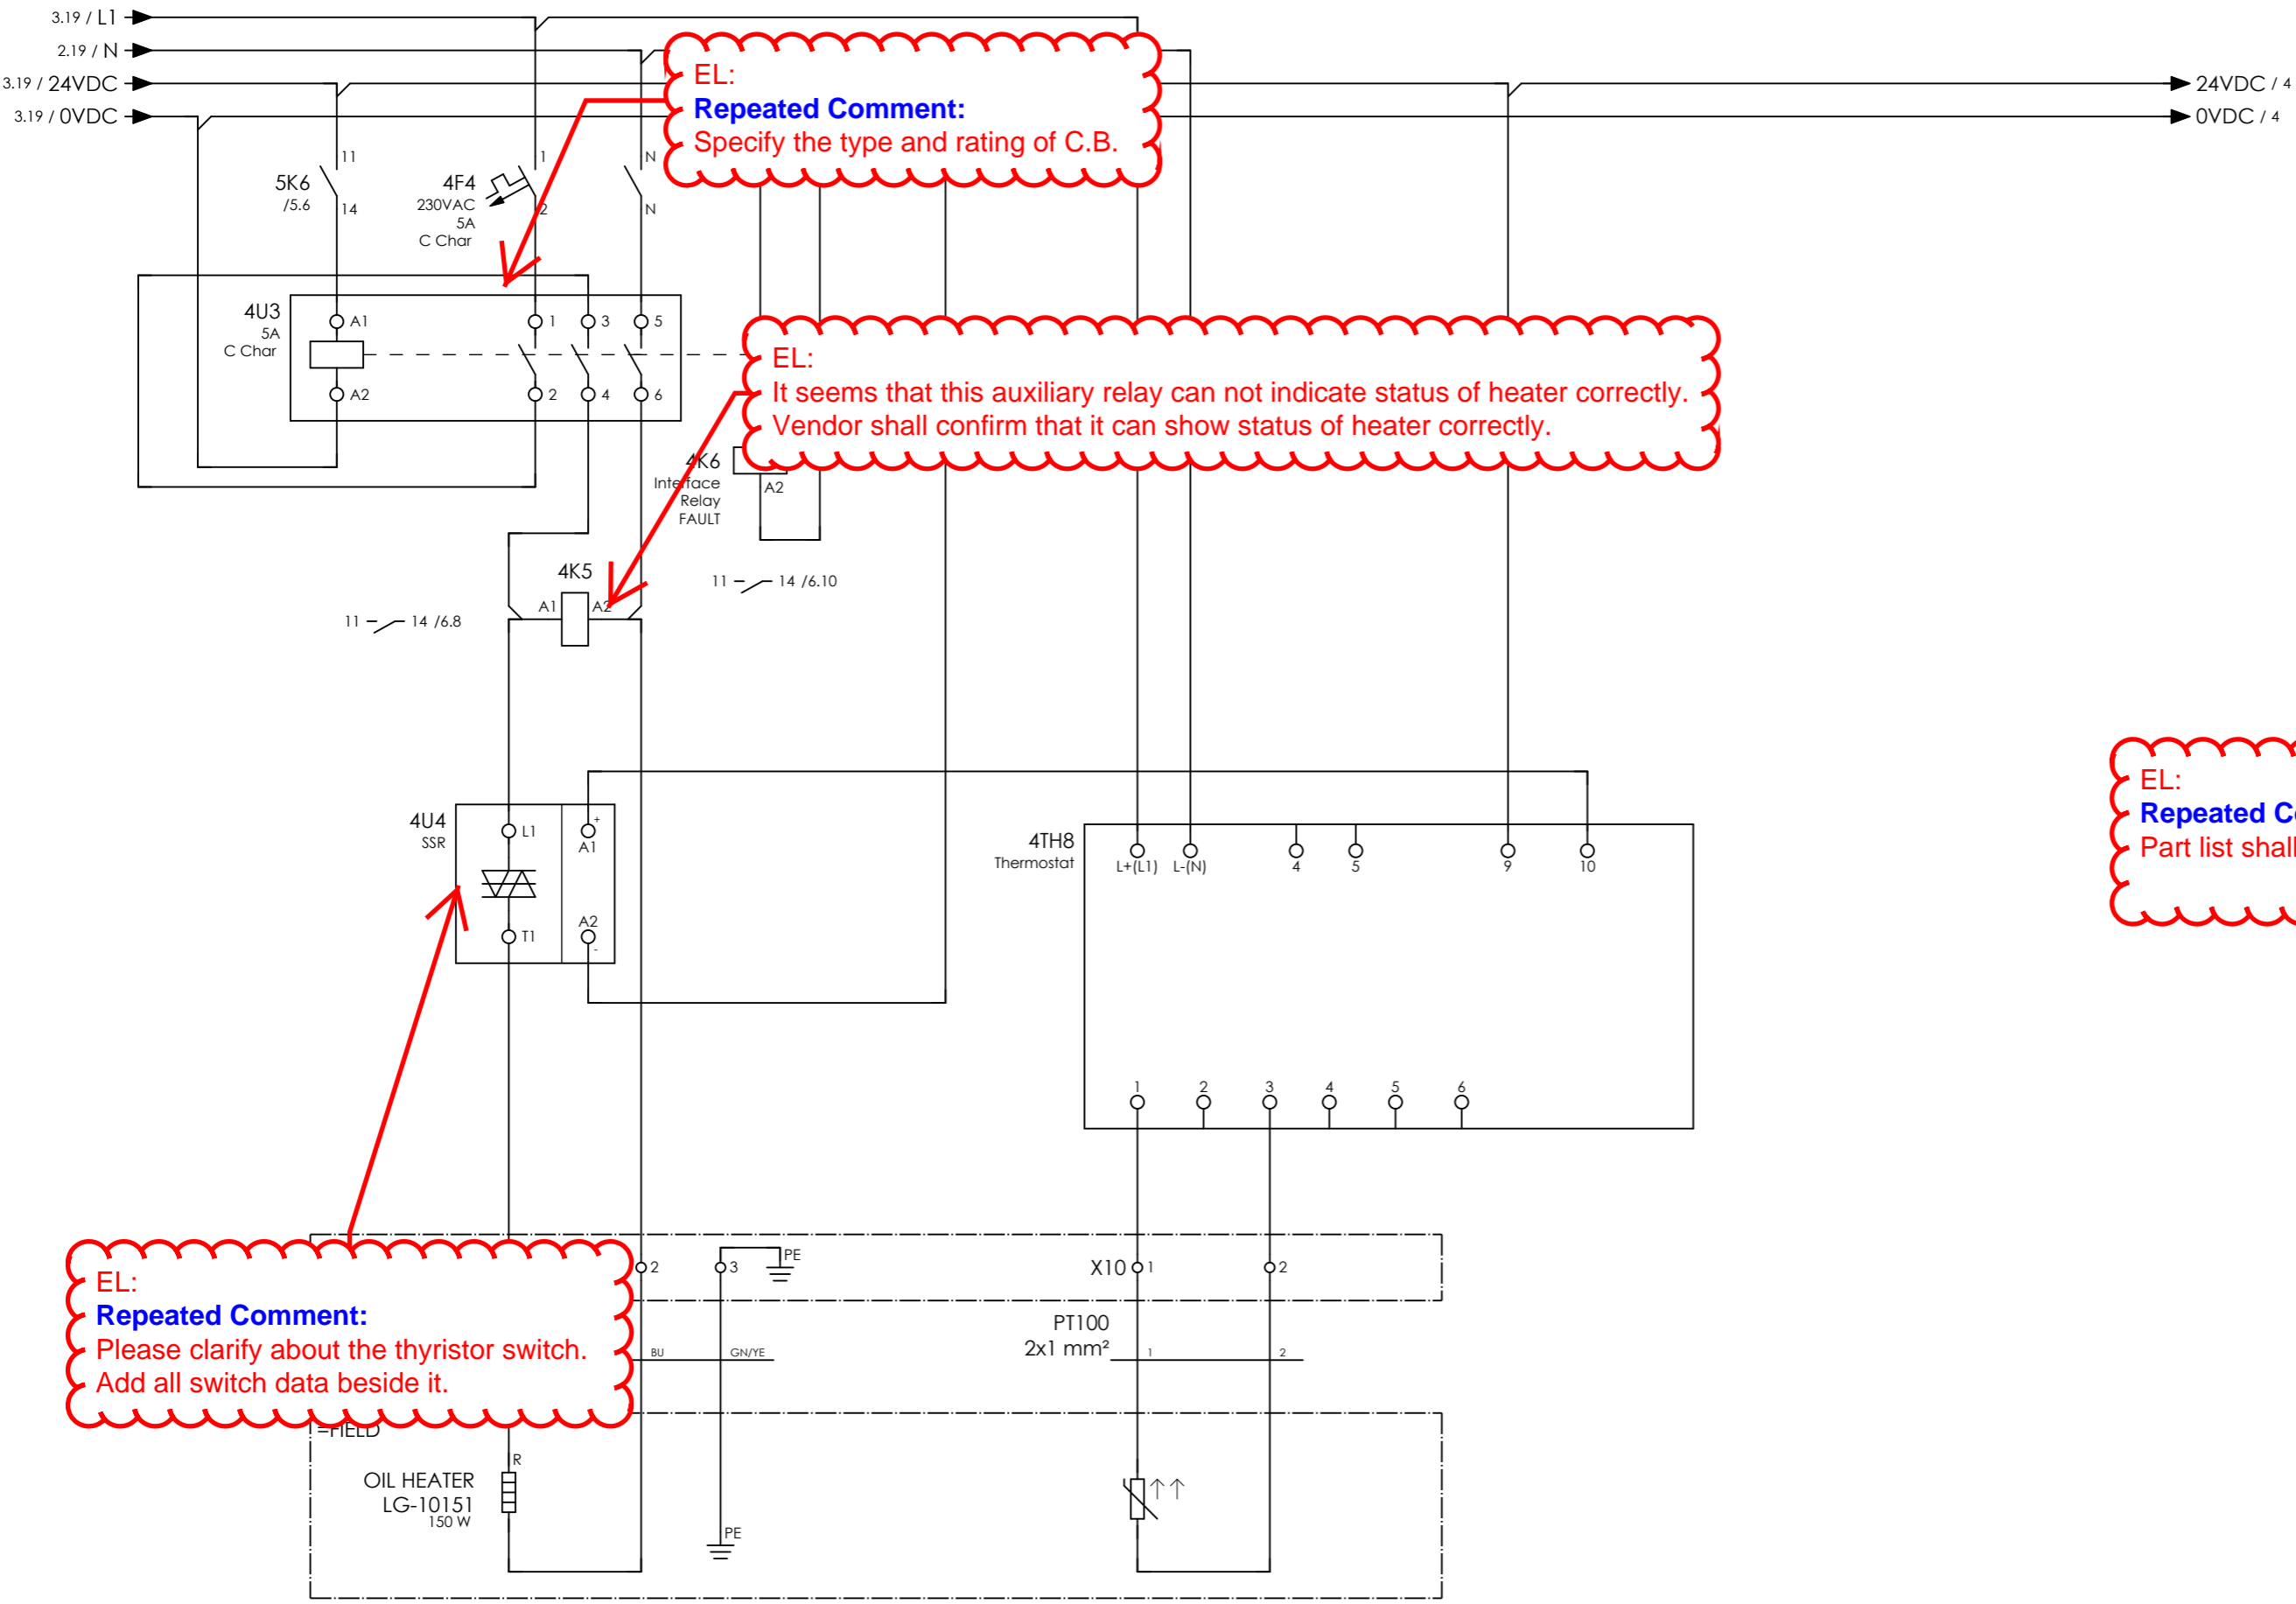 3.19 / L1
2.19 / N
3.19 / 24VDC
3.19 / 0VDC
24VDC / 4
0VDC / 4
EL:
Repeated Comment:
Specify the type and rating of C.B.
5K6
/5.6
11
14
4F4
230VAC
5A
C Char
1
2
N
N
4U3
5A
C Char
A1
A2
1
3
5
2
4
6
EL:
It seems that this auxiliary relay can not indicate status of heater correctly.
Vendor shall confirm that it can show status of heater correctly.
4K6
Interface
Relay
FAULT
A2
11
14 /6.10
4K5
A1
A2
11
14 /6.8
4U4
SSR
L1
T1
+
A1
A2
-
4TH8
Thermostat
L+(L1)
L-(N)
4
5
9
10
1
2
3
4
5
6
EL:
Part list shall
EL:
Repeated Comment:
Please clarify about the thyristor switch.
Add all switch data beside it.
2
3
PE
X10
1
2
BU
GN/YE
PT100
2x1 mm²
1
2
=FIELD
OIL HEATER
LG-10151
150 W
R
PE